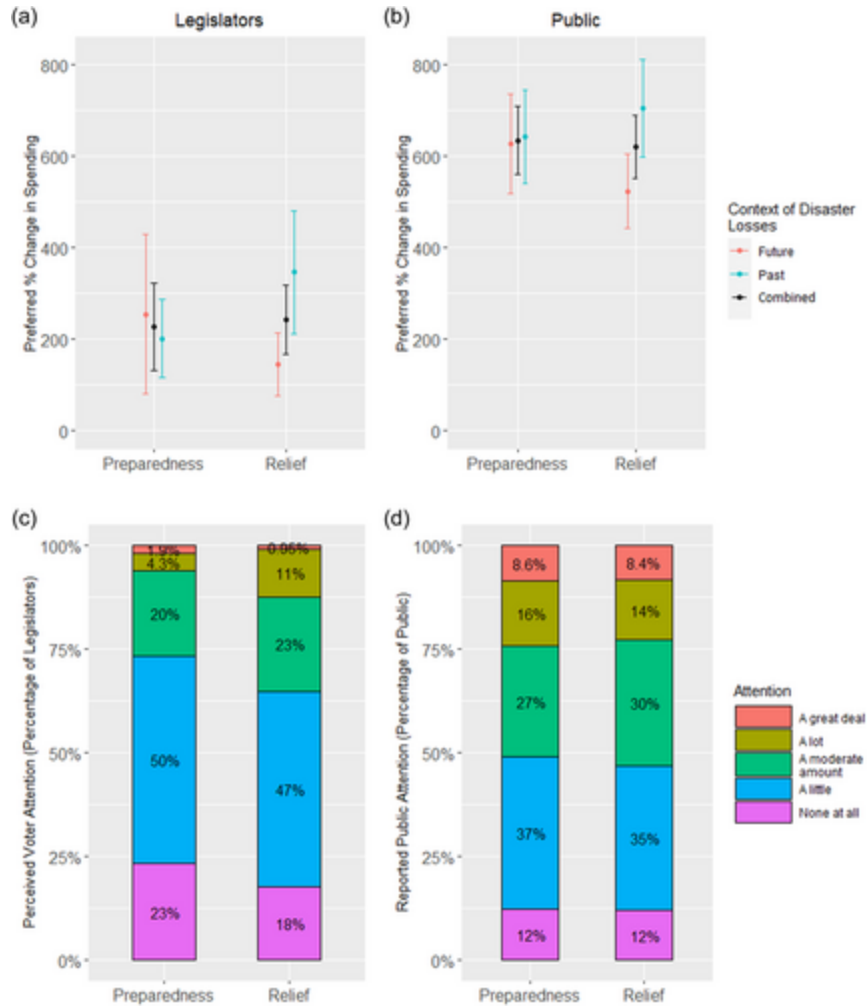 (a)
Legislators
Preferred % Change in Spending
800
600
400
200
0
Preparedness
Relief
(b)
Public
Preferred % Change in Spending
800
600
400
200
0
Preparedness
Relief
Context of Disaster
Losses
Future
Past
Combined
(c)
Perceived Voter Attention (Percentage of Legislators)
100%
75%
50%
25%
0%
1.9%
4.3%
20%
50%
23%
0.95%
11%
23%
47%
18%
Preparedness
Relief
(d)
Reported Public Attention (Percentage of Public)
100%
75%
50%
25%
0%
8.6%
16%
27%
37%
12%
8.4%
14%
30%
35%
12%
Preparedness
Relief
Attention
A great deal
A lot
A moderate
amount
A little
None at all